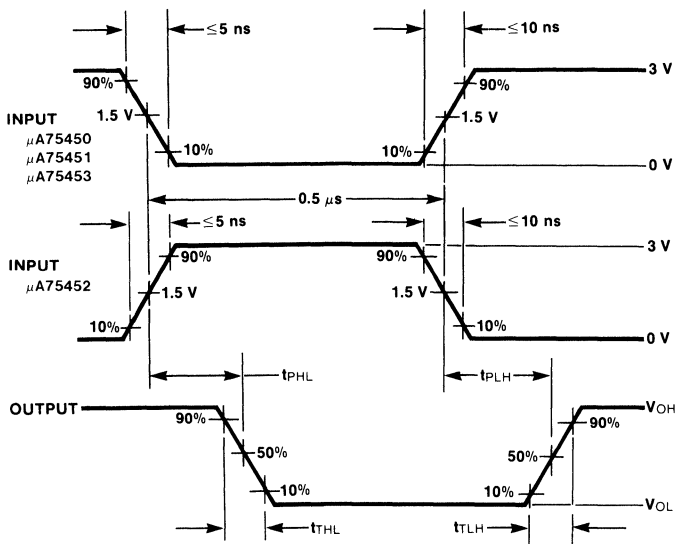 ≤5 ns
≤10 ns
90%
3 V
90%
INPUT
μA75450
μA75451
μA75453
1.5 V
1.5 V
10%
10%
0 V
0.5 μs
≤5 ns
≤10 ns
3 V
INPUT
μA75452
90%
90%
1.5 V
1.5 V
10%
10%
0 V
tPHL
tPLH
OUTPUT
VOH
90%
90%
50%
50%
10%
10%
VOL
tTHL
tTLH